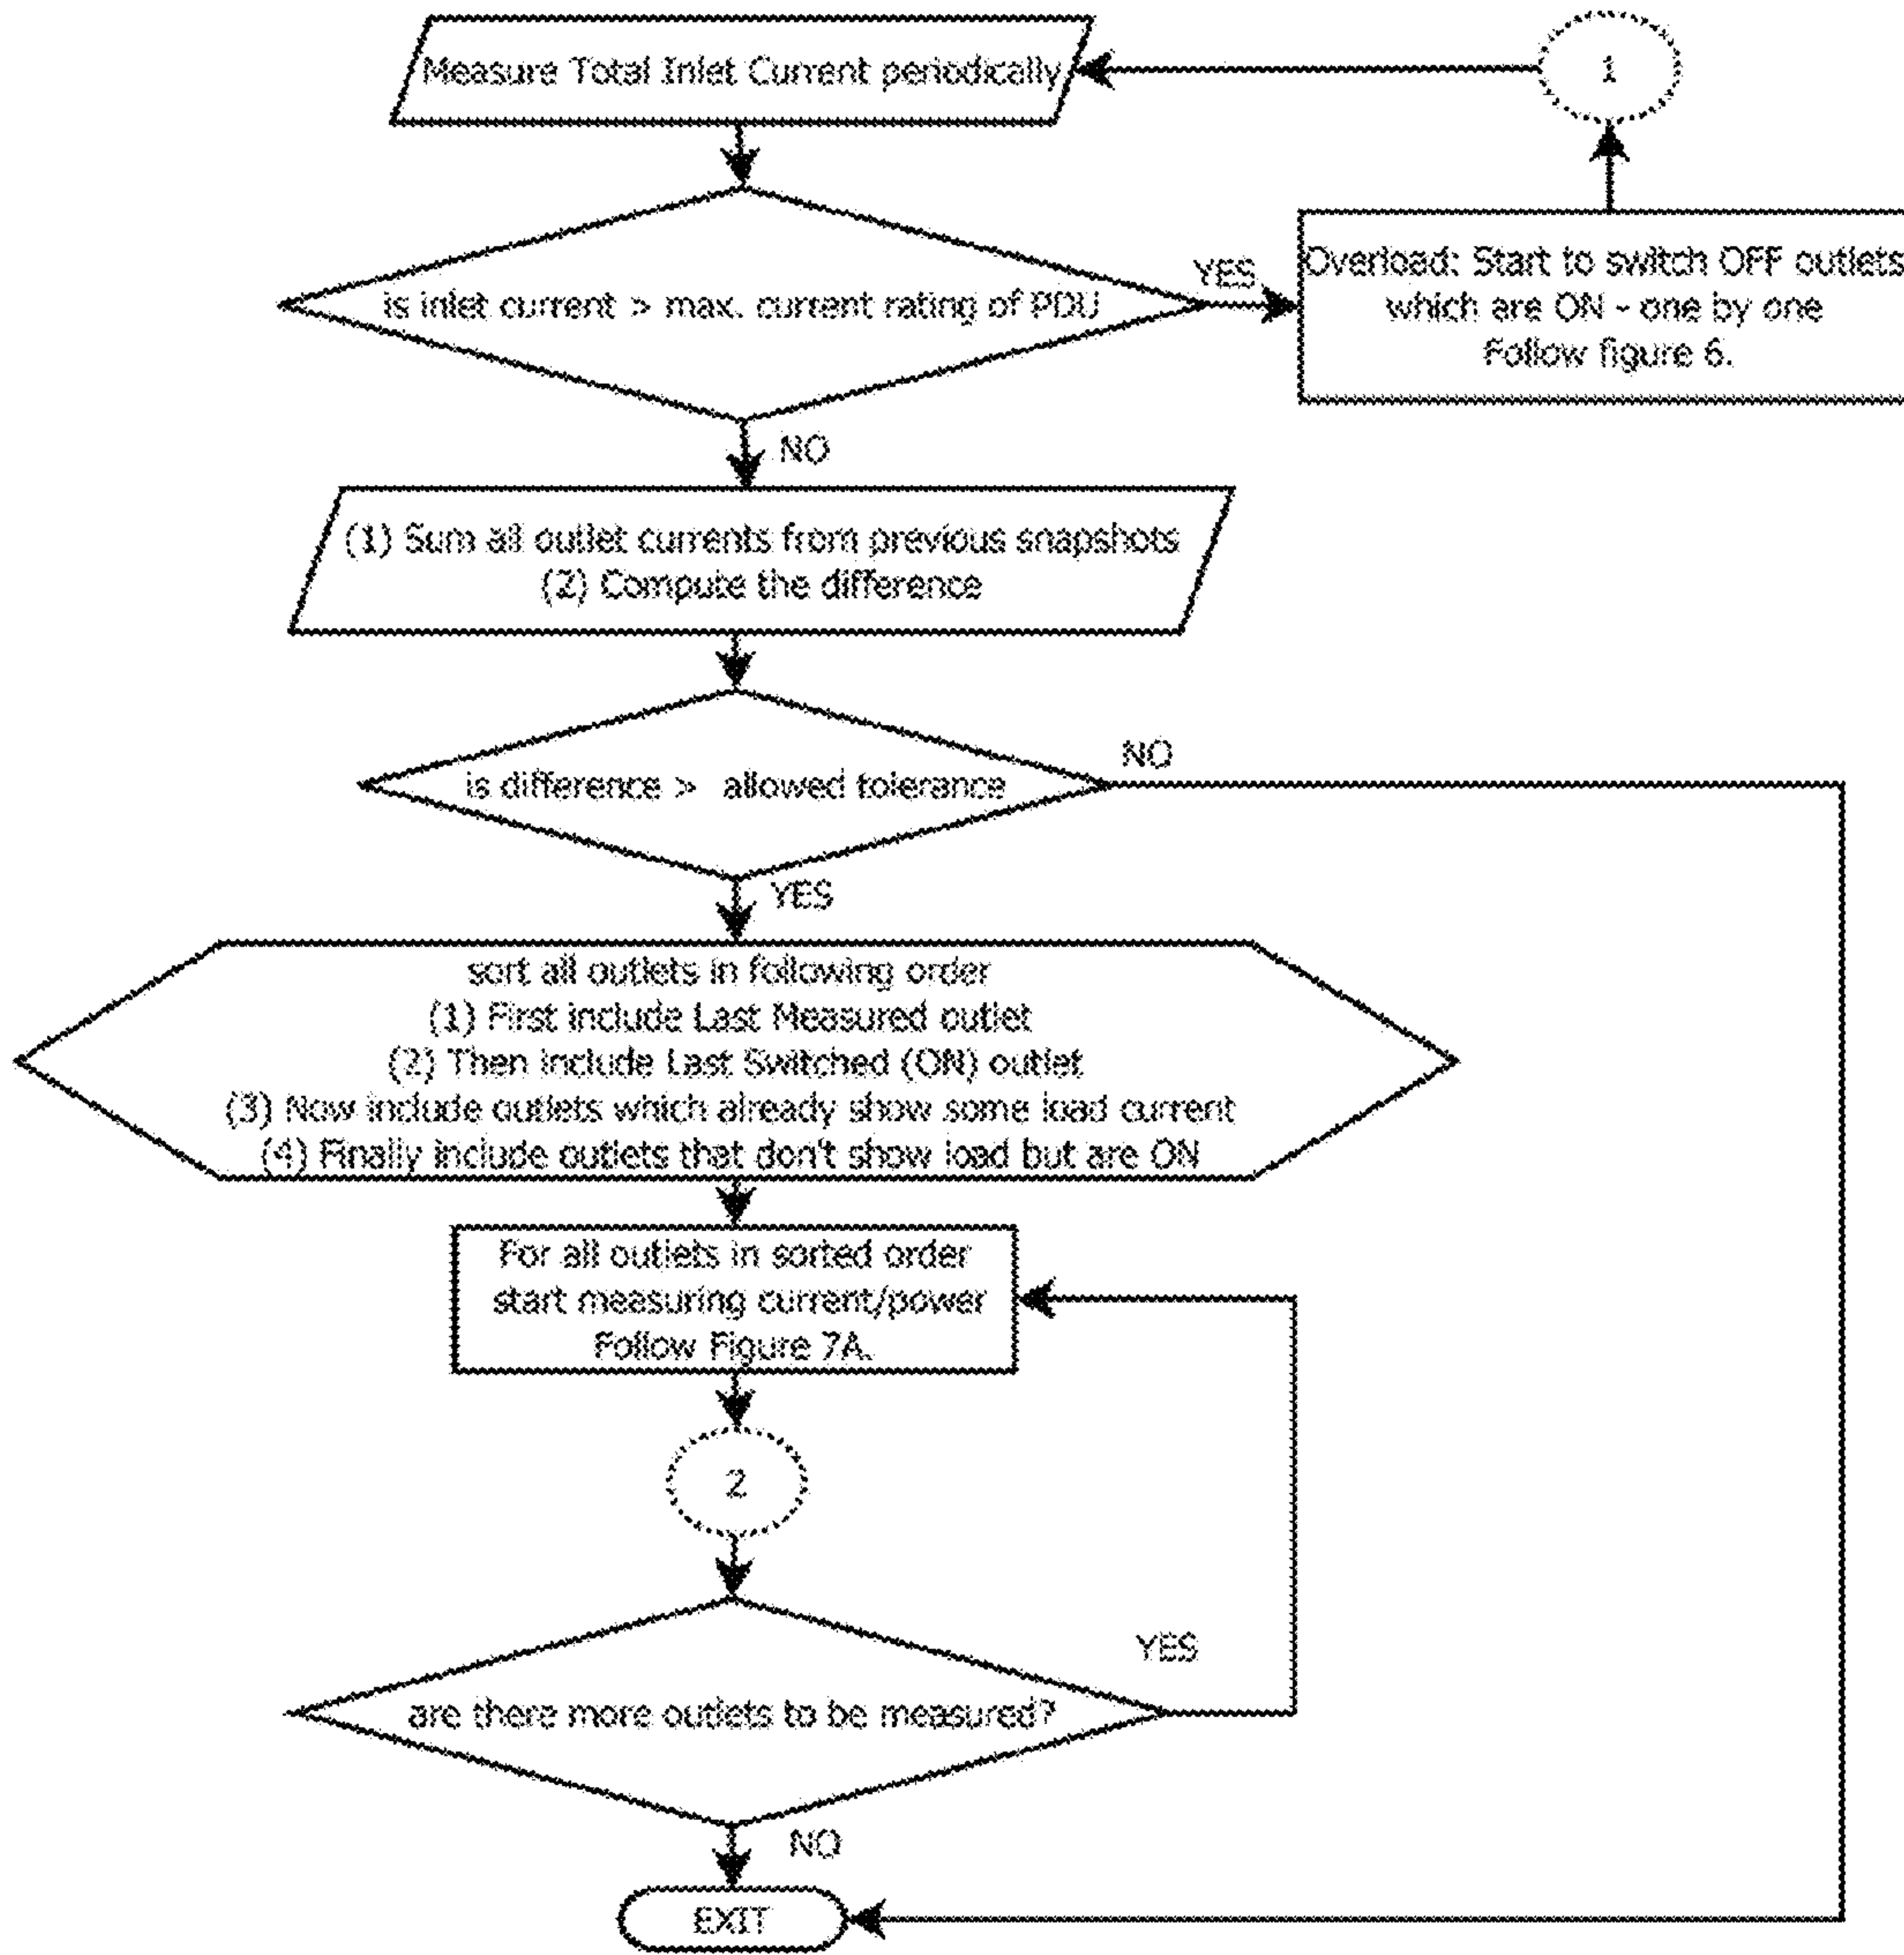 Measure Total Inlet Current periodically
1
is inlet current > max. current rating of PDU
YES
Overload: Start to switch OFF outlets
which are ON - one by one
Follow figure 6.
NO
(1) Sum all outlet currents from previous snapshots
(2) Compute the difference
is difference > allowed tolerance
NO
YES
sort all outlets in following order
(1) First include Last Measured outlet
(2) Then include Last Switched (ON) outlet
(3) Now include outlets which already show some load current
(4) Finally include outlets that don't show load but are ON
For all outlets in sorted order
start measuring current/power
Follow Figure 7A.
2
are there more outlets to be measured?
YES
NO
EXIT